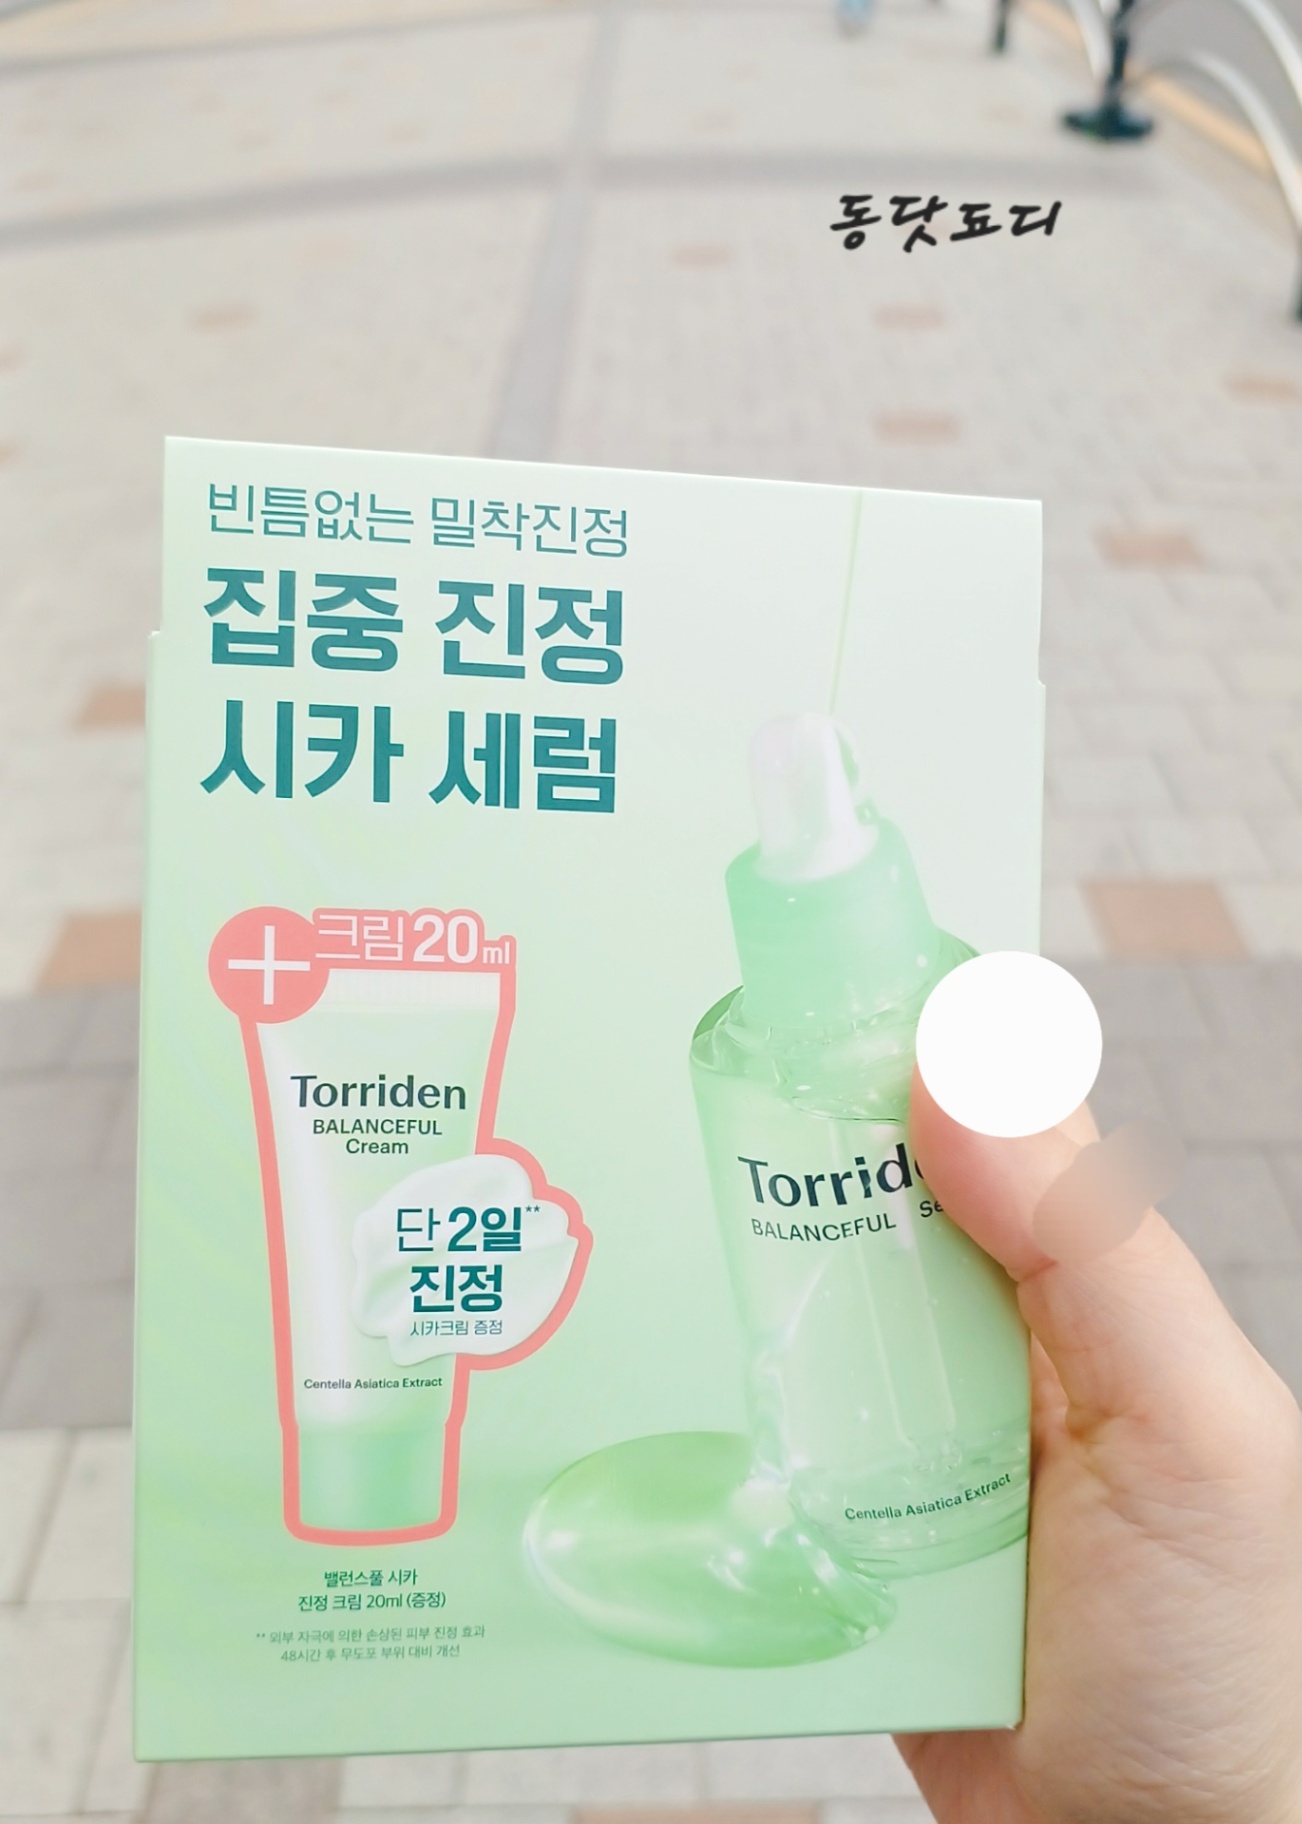 동닷됴디
빈틈없는 밀착진정
집중 진정
시카 세럼
+ 크림 20ml
Torriden
BALANCEFUL
Cream
단 2일**
진정
시카크림 증정
Centella Asiatica Extract
밸런스풀 시카
진정 크림 20ml (증정)
** 외부 자극에 의한 손상된 피부 진정 효과
48시간 후 무도포 부위 대비 개선
Torride
BALANCEFUL Se
Centella Asiatica Extract